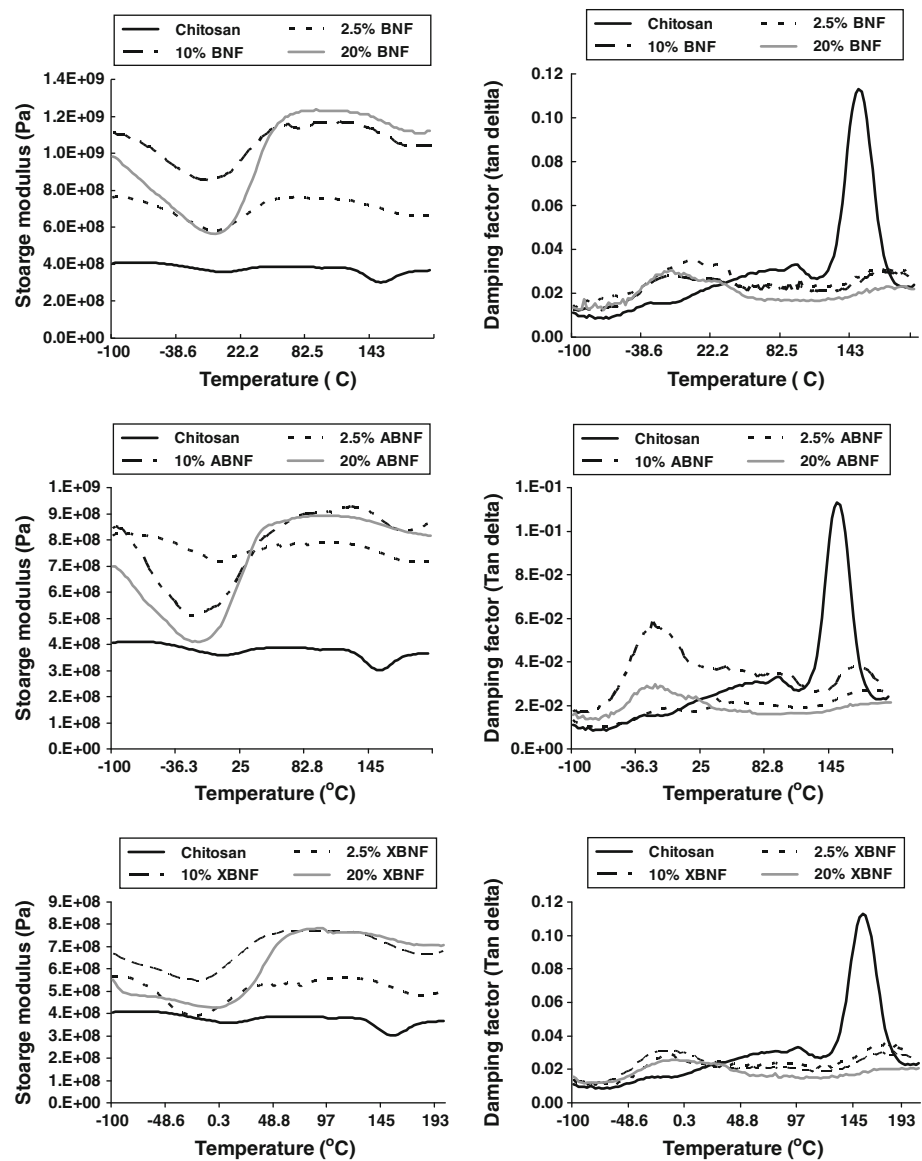 Chitosan 2.5% BNF
10% BNF 20% BNF
Stoarge modulus (Pa)
1.4E+09
1.2E+09
1.0E+09
8.0E+08
6.0E+08
4.0E+08
2.0E+08
0.0E+00
-100 -38.6 22.2 82.5 143
Temperature ( C)
Chitosan 2.5% BNF
10% BNF 20% BNF
Damping factor (tan deltla)
0.12
0.10
0.08
0.06
0.04
0.02
0.00
-100 -38.6 22.2 82.5 143
Temperature ( C)
Chitosan 2.5% ABNF
10% ABNF 20% ABNF
Stoarge modulus (Pa)
1.E+09
9.E+08
8.E+08
7.E+08
6.E+08
5.E+08
4.E+08
3.E+08
2.E+08
1.E+08
0.E+00
-100 -36.3 25 82.8 145
Temperature (°C)
Chitosan 2.5% ABNF
10% ABNF 20% ABNF
Damping factor (Tan delta)
1.E-01
1.E-01
8.E-02
6.E-02
4.E-02
2.E-02
0.E+00
-100 -36.3 25 82.8 145
Temperature (°C)
Chitosan 2.5% XBNF
10% XBNF 20% XBNF
Stoarge modulus (Pa)
9.E+08
8.E+08
7.E+08
6.E+08
5.E+08
4.E+08
3.E+08
2.E+08
1.E+08
0.E+00
-100 -48.6 0.3 48.8 97 145 193
Temperature (°C)
Chitosan 2.5% XBNF
10% XBNF 20% XBNF
Damping factor (Tan delta)
0.12
0.10
0.08
0.06
0.04
0.02
0.00
-100 -48.6 0.3 48.8 97 145 193
Temperature (°C)